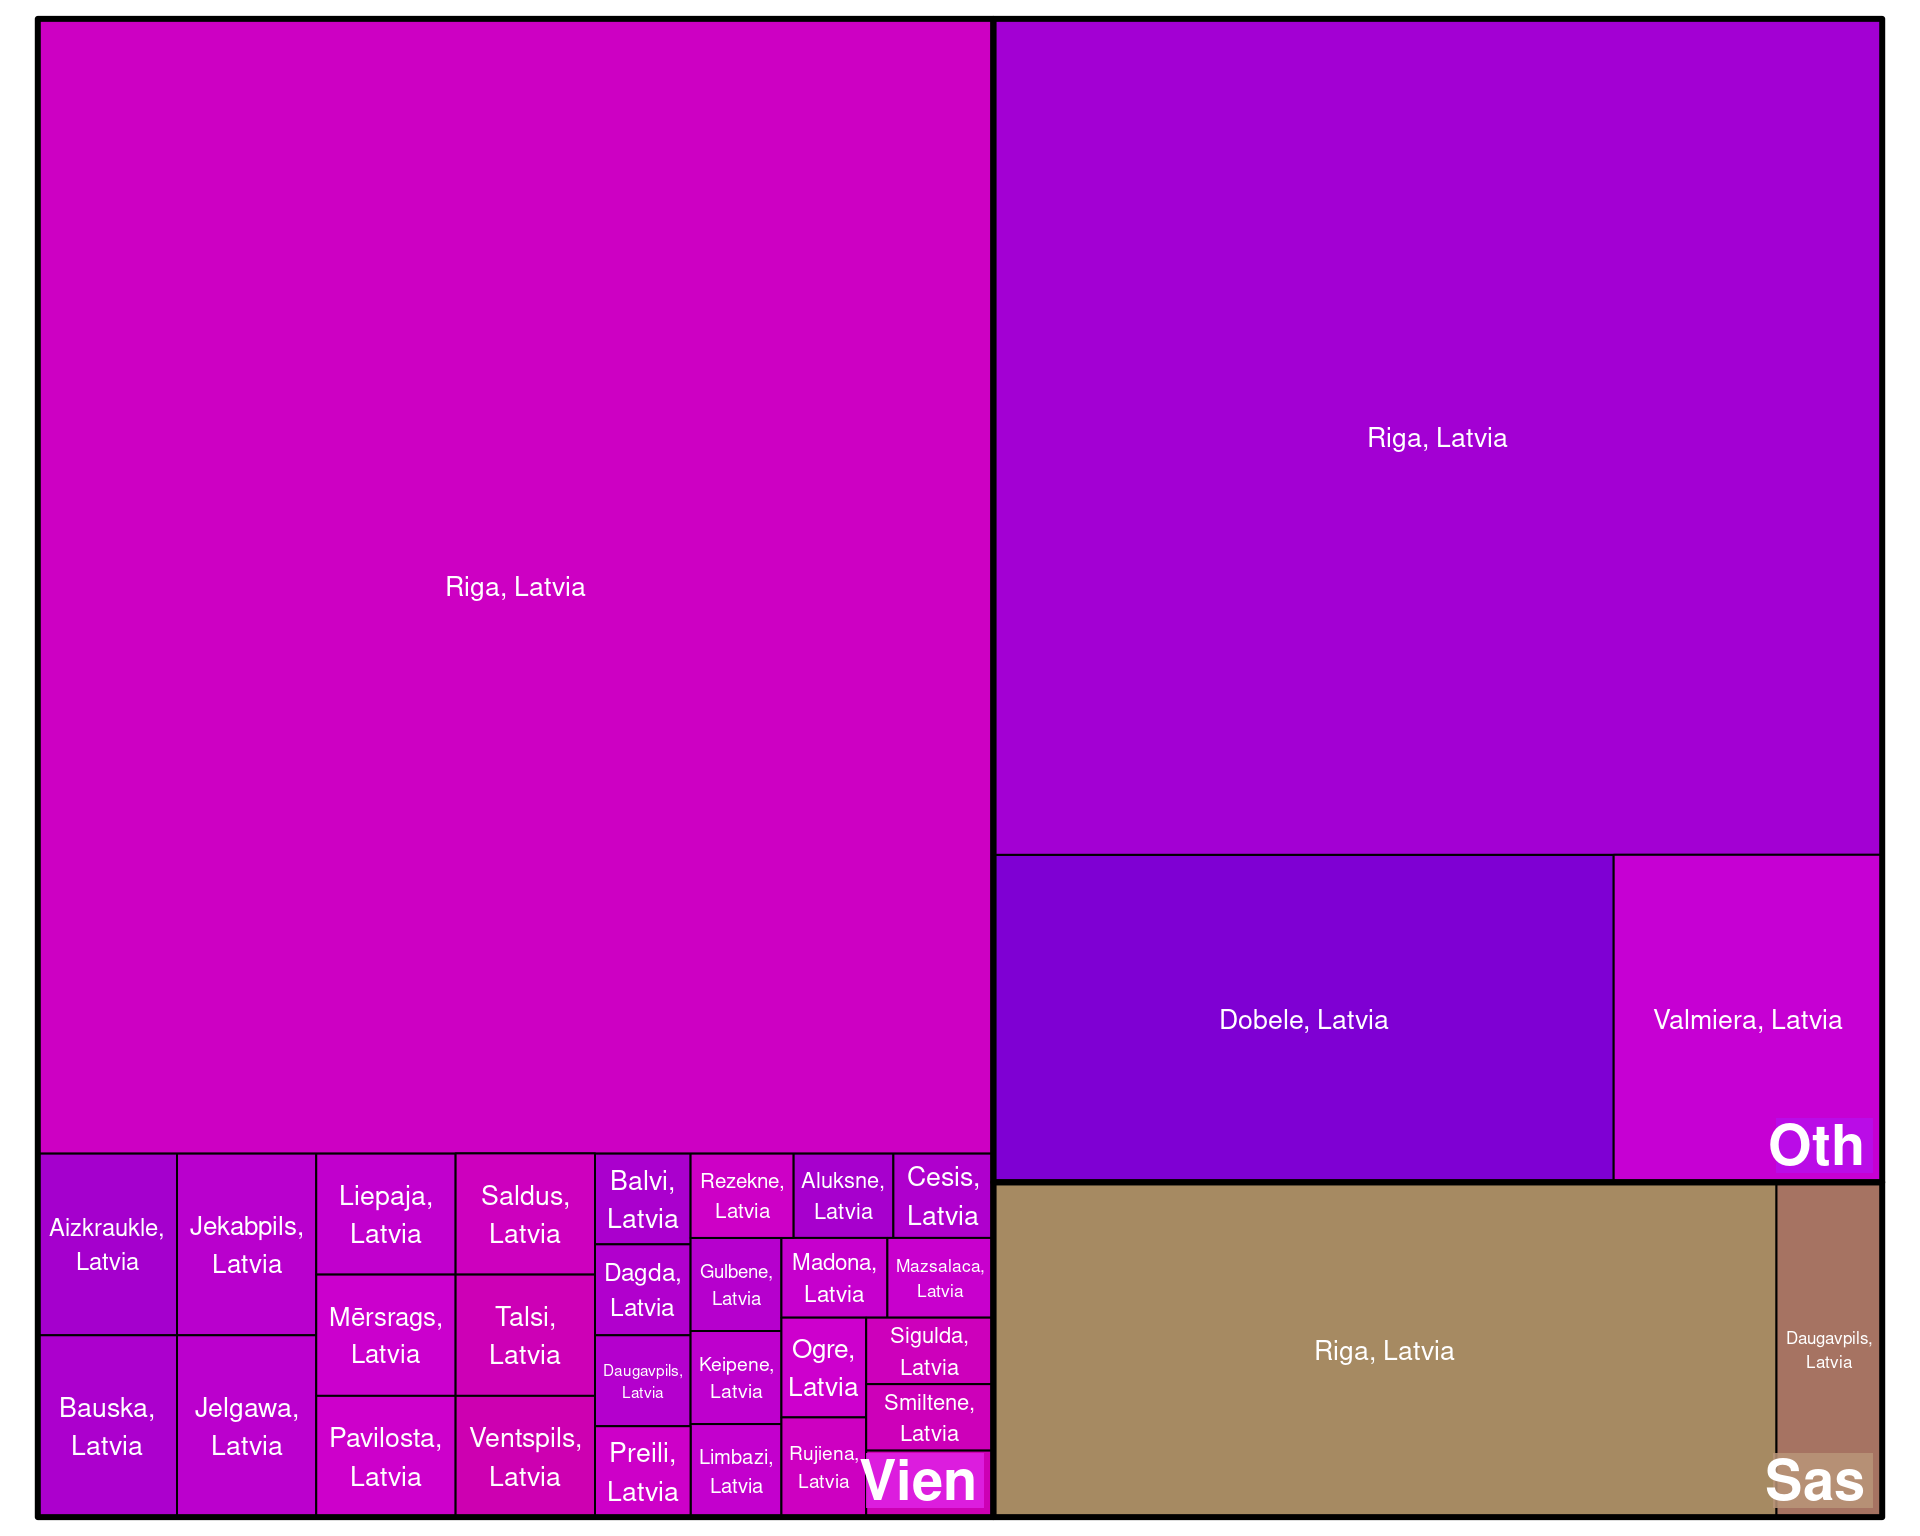 Riga, Latvia
Aizkraukle,
Latvia
Bauska,
Latvia
Jekabpils,
Latvia
Jelgawa,
Latvia
Liepaja,
Latvia
Mērsrags,
Latvia
Pavilosta,
Latvia
Saldus,
Latvia
Talsi,
Latvia
Ventspils,
Latvia
Balvi,
Latvia
Dagda,
Latvia
Daugavpils,
Latvia
Preili,
Latvia
Rezekne,
Latvia
Aluksne,
Latvia
Cesis,
Latvia
Gulbene,
Latvia
Keipene,
Latvia
Limbazi,
Latvia
Madona,
Latvia
Mazsalaca,
Latvia
Ogre,
Latvia
Rujiena,
Latvia
Sigulda,
Latvia
Smiltene,
Latvia
Vien
Riga, Latvia
Dobele, Latvia
Valmiera, Latvia
Oth
Riga, Latvia
Daugavpils,
Latvia
Sas